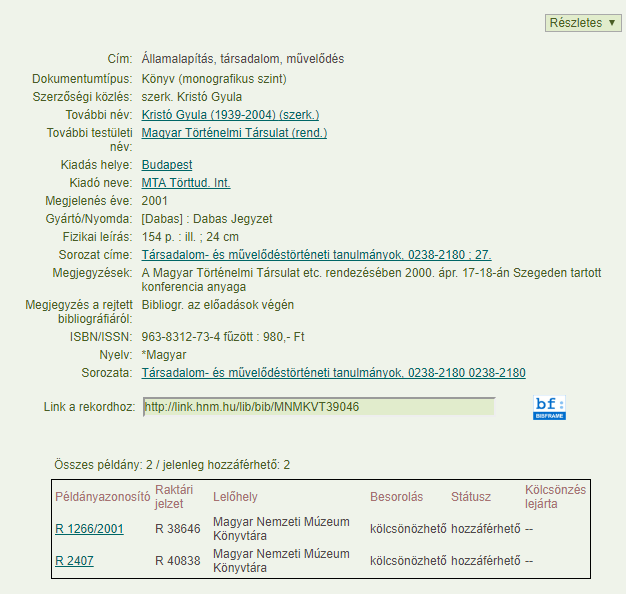 Részletes ▼
Cím: Államalapítás, társadalom, művelődés
Dokumentumtípus: Könyv (monografikus szint)
Szerzőségi közlés: szerk. Kristó Gyula
További név: Kristó Gyula (1939-2004) (szerk.)
További testületi név: Magyar Történelmi Társulat (rend.)
Kiadás helye: Budapest
Kiadó neve: MTA Törttud. Int.
Megjelenés éve: 2001
Gyártó/Nyomda: [Dabas] : Dabas Jegyzet
Fizikai leírás: 154 p. : ill. ; 24 cm
Sorozat címe: Társadalom- és művelődéstörténeti tanulmányok, 0238-2180 ; 27.
Megjegyzések: A Magyar Történelmi Társulat etc. rendezésében 2000. ápr. 17-18-án Szegeden tartott
konferencia anyaga
Megjegyzés a rejtett bibliográfiáról: Bibliogr. az előadások végén
ISBN/ISSN: 963-8312-73-4 fűzött : 980,- Ft
Nyelv: *Magyar
Sorozata: Társadalom- és művelődéstörténeti tanulmányok, 0238-2180 0238-2180
Link a rekordhoz: http://link.hnm.hu/lib/bib/MNMKVT39046
bf:
BIBFRAME
Összes példány: 2 / jelenleg hozzáférhető: 2
Példányazonosító Raktári jelzet Lelőhely Besorolás Státusz Kölcsönzés lejárta
R 1266/2001 R 38646 Magyar Nemzeti Múzeum Könyvtára kölcsönözhető hozzáférhető --
R 2407 R 40838 Magyar Nemzeti Múzeum Könyvtára kölcsönözhető hozzáférhető --